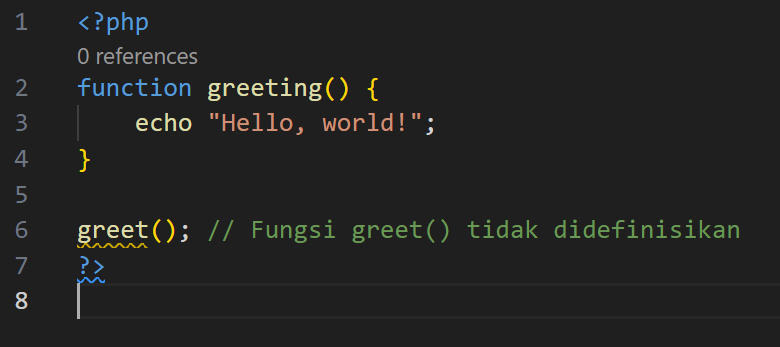 1 <?php
0 references
2 function greeting() {
3     echo "Hello, world!";
4 }
5
6 greet(); // Fungsi greet() tidak didefinisikan
7 ?>
8